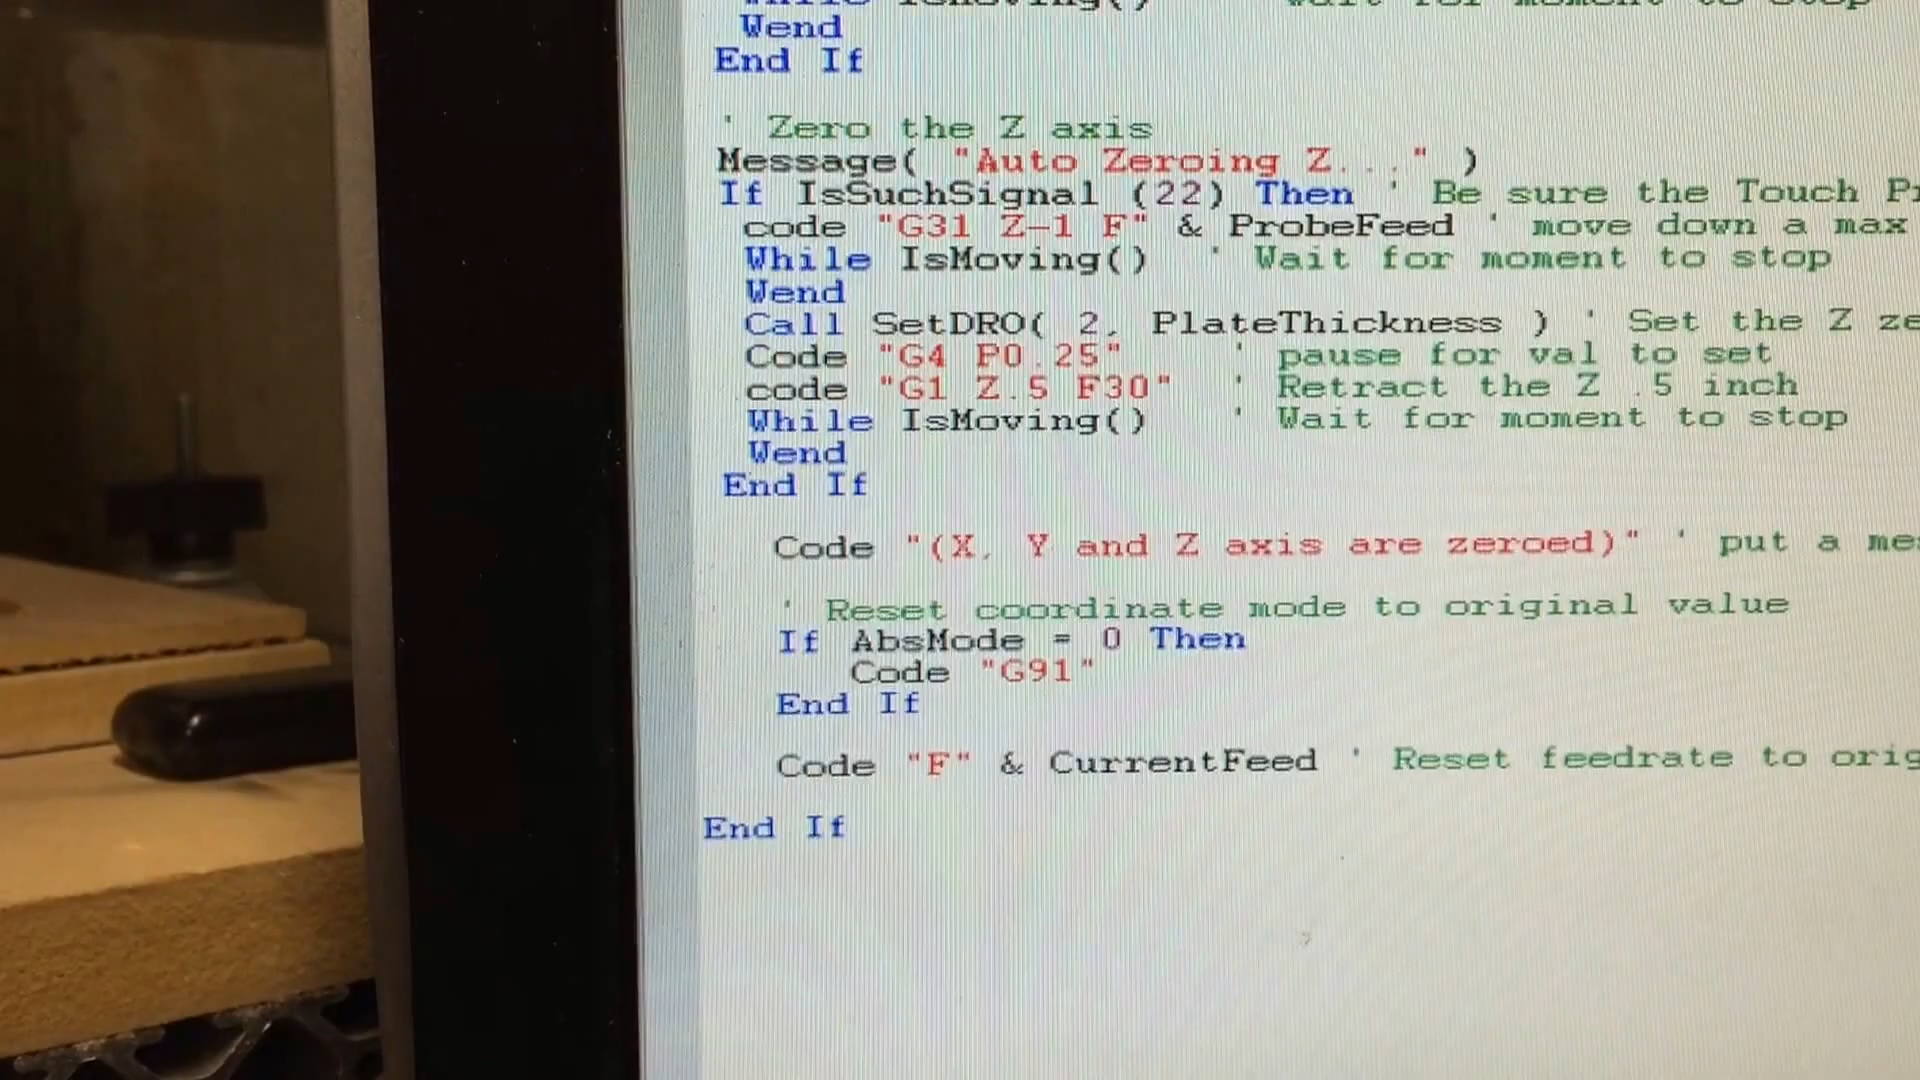 Wend
End If
' Zero the Z axis
Message( "Auto Zeroing Z..." )
If IsSuchSignal (22) Then ' Be sure the Touch
code "G31 Z-1 F" & ProbeFeed ' move down a max
While IsMoving() ' Wait for moment to stop
Wend
Call SetDRO( 2, PlateThickness ) ' Set the Z
Code "G4 P0.25" ' pause for val to set
code "G1 Z.5 F30" ' Retract the Z .5 inch
While IsMoving() ' Wait for moment to stop
Wend
End If
Code "(X, Y and Z axis are zeroed)" ' put a
' Reset coordinate mode to original value
If AbsMode = 0 Then
Code "G91"
End If
Code "F" & CurrentFeed ' Reset feedrate to
End If